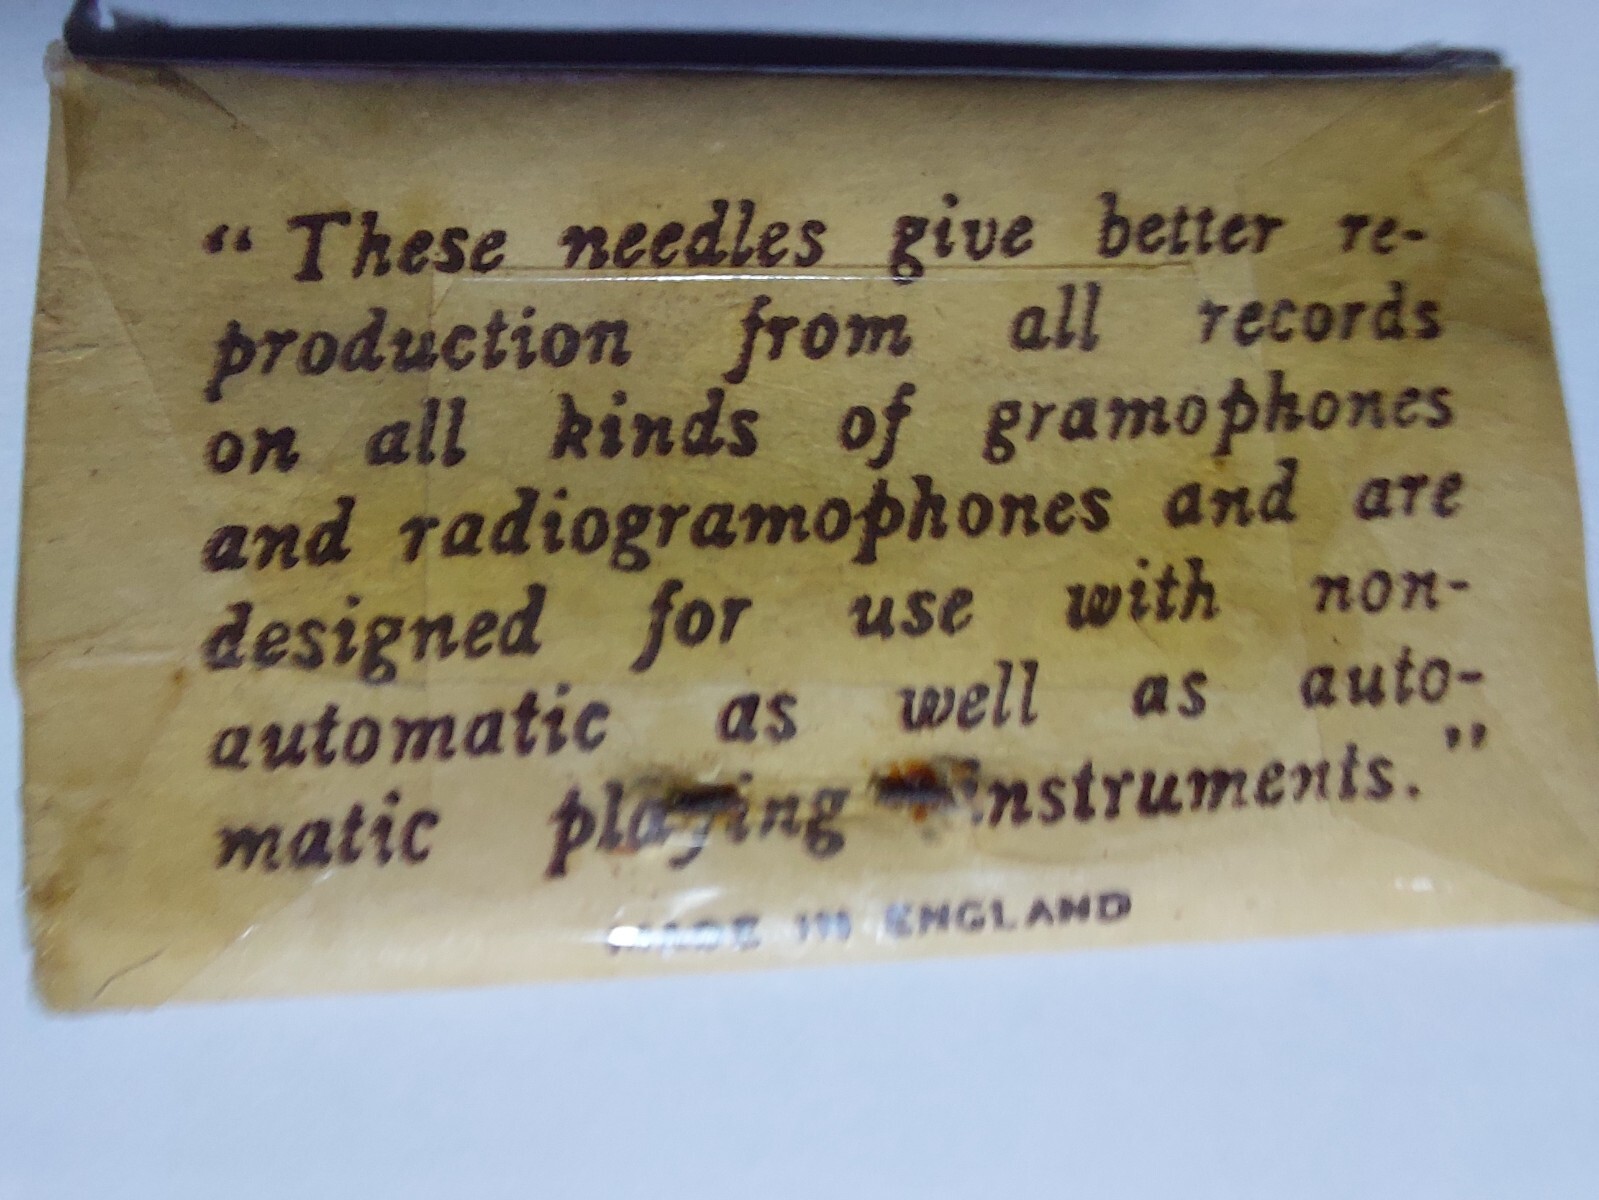 “ These needles give better re-
production from all records
on all kinds of gramophones
and radiogramophones and are
designed for use with non-
automatic as well as auto-
matic playing instruments.”
MADE IN ENGLAND